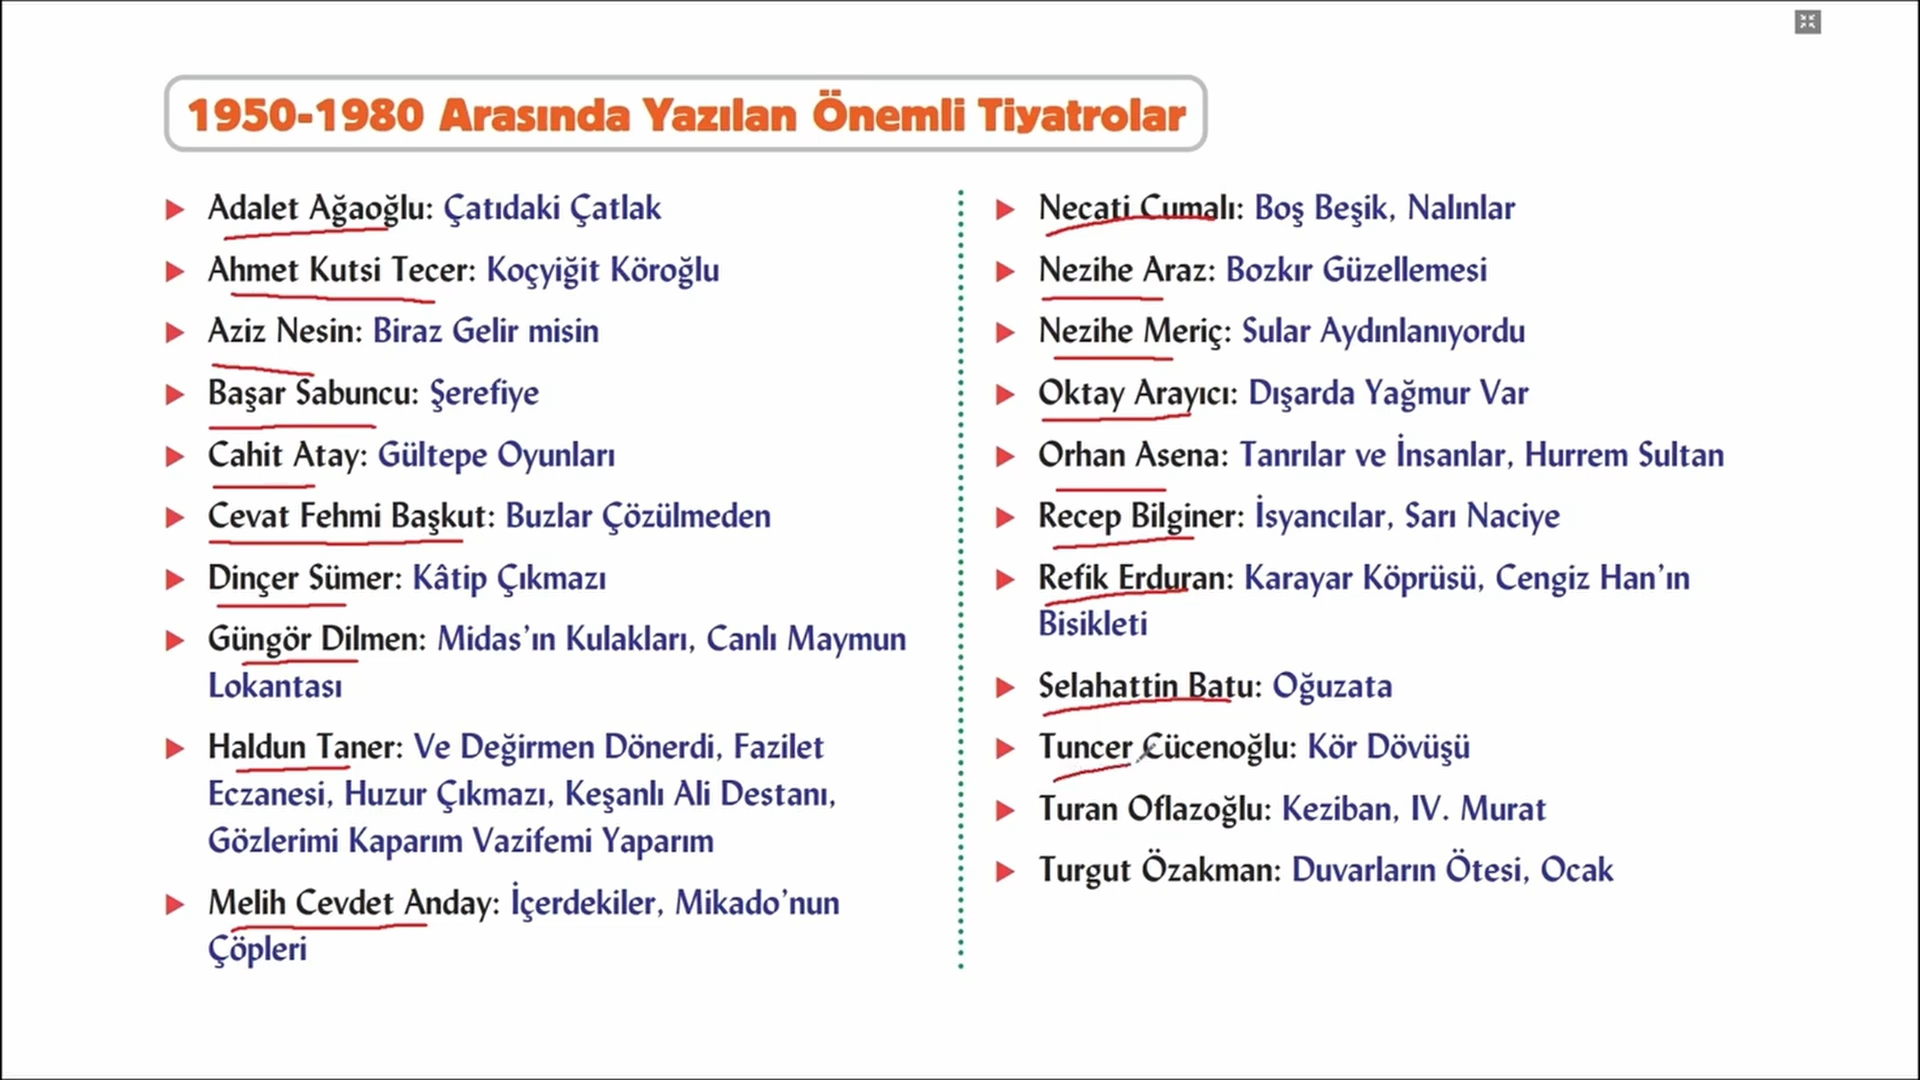 1950-1980 Arasında Yazılan Önemli Tiyatrolar
Adalet Ağaoğlu: Çatıdaki Çatlak
Ahmet Kutsi Tecer: Koçyiğit Köroğlu
Aziz Nesin: Biraz Gelir misin
Başar Sabuncu: Şerefiye
Cahit Atay: Gültepe Oyunları
Cevat Fehmi Başkut: Buzlar Çözülmeden
Dinçer Sümer: Kâtip Çıkmazı
Güngör Dilmen: Midas’ın Kulakları, Canlı Maymun
Lokantası
Haldun Taner: Ve Değirmen Dönerdi, Fazilet
Eczanesi, Huzur Çıkmazı, Keşanlı Ali Destanı,
Gözlerimi Kaparım Vazifemi Yaparım
Melih Cevdet Anday: İçerdekiler, Mikado’nun
Çöpleri
Necati Cumalı: Boş Beşik, Nalınlar
Nezihe Araz: Bozkır Güzellemesi
Nezihe Meriç: Sular Aydınlanıyordu
Oktay Arayıcı: Dışarda Yağmur Var
Orhan Asena: Tanrılar ve İnsanlar, Hurrem Sultan
Recep Bilginer: İsyancılar, Sarı Naciye
Refik Erduran: Karayar Köprüsü, Cengiz Han’ın
Bisikleti
Selahattin Batu: Oğuzata
Tuncer Cücenoğlu: Kör Dövüşü
Turan Oflazoğlu: Keziban, IV. Murat
Turgut Özakman: Duvarların Ötesi, Ocak